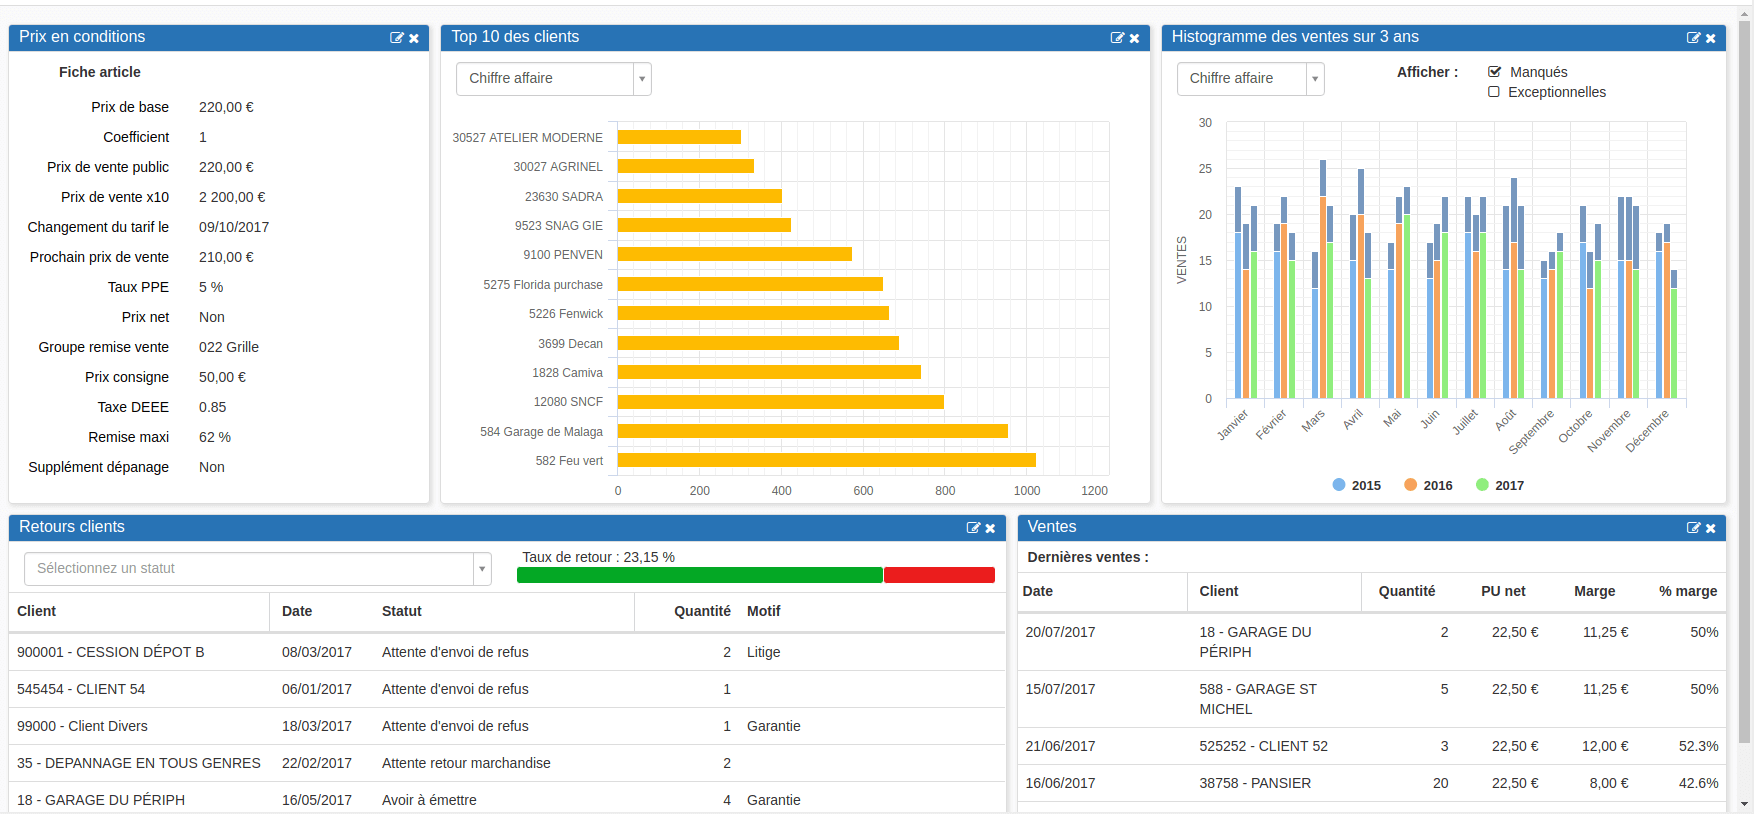 Prix en conditions
Fiche article
Prix de base 220,00 €
Coefficient 1
Prix de vente public 220,00 €
Prix de vente x10 2 200,00 €
Changement du tarif le 09/10/2017
Prochain prix de vente 210,00 €
Taux PPE 5 %
Prix net Non
Groupe remise vente 022 Grille
Prix consigne 50,00 €
Taxe DEEE 0.85
Remise maxi 62 %
Supplément dépanage Non
Top 10 des clients
Chiffre affaire
30527 ATELIER MODERNE
30027 AGRINEL
23630 SADRA
9523 SNAG GIE
9100 PENVEN
5275 Florida purchase
5226 Fenwick
3699 Decan
1828 Camiva
12080 SNCF
584 Garage de Malaga
582 Feu vert
0 200 400 600 800 1000 1200
Histogramme des ventes sur 3 ans
Chiffre affaire
Afficher : Manqués
Exceptionnelles
VENTES
30
25
20
15
10
5
0
Janvier Février Mars Avril Mai Juin Juillet Août Septembre Octobre Novembre Décembre
2015 2016 2017
Retours clients
Sélectionnez un statut
Taux de retour : 23,15 %
Client Date Statut Quantité Motif
900001 - CESSION DÉPOT B 08/03/2017 Attente d'envoi de refus 2 Litige
545454 - CLIENT 54 06/01/2017 Attente d'envoi de refus 1
99000 - Client Divers 18/03/2017 Attente d'envoi de refus 1 Garantie
35 - DEPANNAGE EN TOUS GENRES 22/02/2017 Attente retour marchandise 2
18 - GARAGE DU PÉRIPH 16/05/2017 Avoir à émettre 4 Garantie
Ventes
Dernières ventes :
Date Client Quantité PU net Marge % marge
20/07/2017 18 - GARAGE DU 2 22,50 € 11,25 € 50%
PÉRIPH
15/07/2017 588 - GARAGE ST 5 22,50 € 11,25 € 50%
MICHEL
21/06/2017 525252 - CLIENT 52 3 22,50 € 12,00 € 52.3%
16/06/2017 38758 - PANSIER 20 22,50 € 8,00 € 42.6%